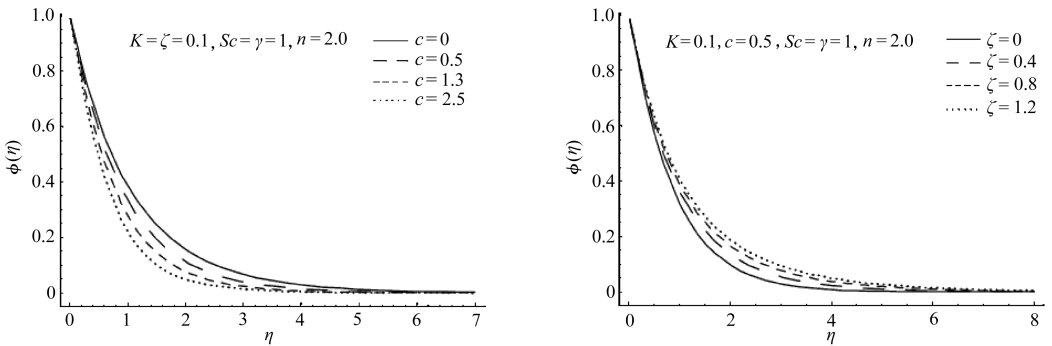 K=ζ=0.1, Sc=γ=1, n=2.0
c=0
c=0.5
c=1.3
c=2.5
1.0
0.8
0.6
0.4
0.2
0
ϕ(η)
0 1 2 3 4 5 6 7
η
K=0.1, c=0.5, Sc=γ=1, n=2.0
ζ=0
ζ=0.4
ζ=0.8
ζ=1.2
1.0
0.8
0.6
0.4
0.2
0
ϕ(η)
0 2 4 6 8
η